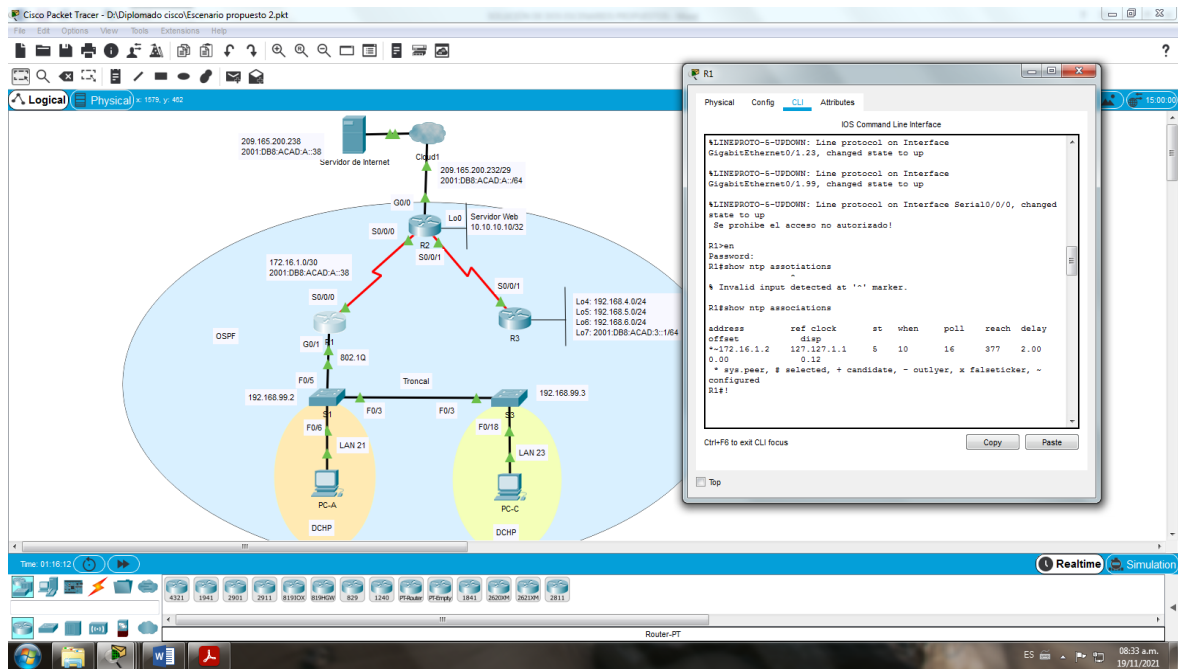 Cisco Packet Tracer - D:\Diplomado cisco\Escenario propuesto 2.pkt
File Edit Options View Tools Extensions Help
?
Logical Physical x: 1579, y: 462
15:00:00
209.165.200.238
2001:DB8:ACAD:A::38
Servidor de Internet
Cloud1
209.165.200.232/29
2001:DB8:ACAD:A::/64
G0/0
Lo0
Servidor Web
10.10.10.10/32
S0/0/0
R2
S0/0/1
172.16.1.0/30
2001:DB8:ACAD:A::38
S0/0/1
S0/0/0
Lo4: 192.168.4.0/24
Lo5: 192.168.5.0/24
Lo6: 192.168.6.0/24
Lo7: 2001:DB8:ACAD:3::1/64
R3
OSPF
G0/1
R1
802.1Q
F0/5
Troncal
192.168.99.2
192.168.99.3
S1
F0/3
F0/3
S3
F0/6
F0/18
LAN 21
LAN 23
PC-A
PC-C
DCHP
DCHP
R1
Physical Config CLI Attributes
IOS Command Line Interface
%LINEPROTO-5-UPDOWN: Line protocol on Interface
GigabitEthernet0/1.23, changed state to up
%LINEPROTO-5-UPDOWN: Line protocol on Interface
GigabitEthernet0/1.99, changed state to up
%LINEPROTO-5-UPDOWN: Line protocol on Interface Serial0/0/0, changed
state to up
Se prohibe el acceso no autorizado!
R1>en
Password:
R1#show ntp asotiations
^
% Invalid input detected at '^' marker.
R1#show ntp associations
address ref clock st when poll reach delay
offset disp
*~172.16.1.2 127.127.1.1 5 10 16 377 2.00
0.00 0.12
* sys.peer, # selected, + candidate, - outlyer, x falseticker, ~
configured
R1#!
Ctrl+F6 to exit CLI focus
Copy
Paste
Top
Time: 01:16:12
Realtime
Simulation
4321 1941 2901 2911 819IOX 819HGW 829 1240 PT-Router PT-Empty 1841 2620XM 2621XM 2811
Router-PT
ES
08:33 a.m.
19/11/2021